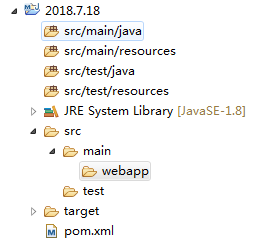 2018.7.18
src/main/java
src/main/resources
src/test/java
src/test/resources
JRE System Library [JavaSE-1.8]
src
main
webapp
test
target
pom.xml